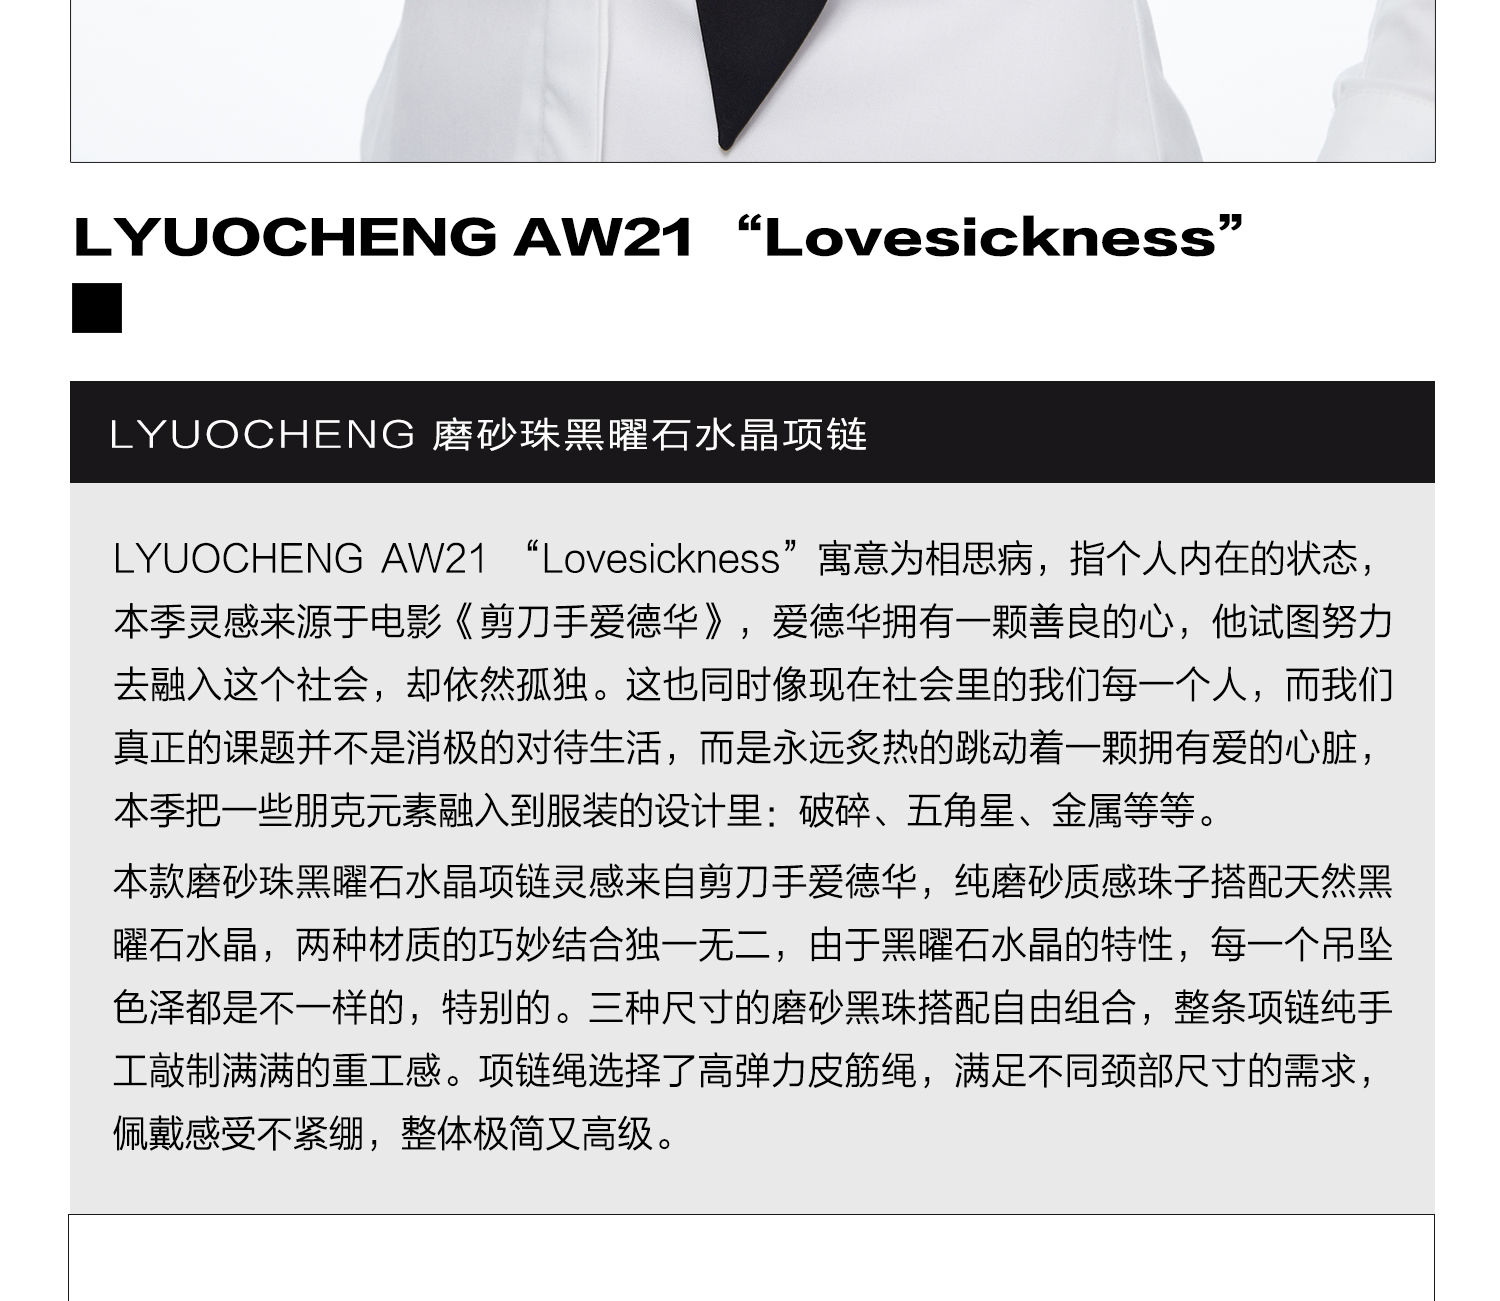 LYUOCHENG AW21 “Lovesickness”
LYUOCHENG 磨砂珠黑曜石水晶项链
LYUOCHENG AW21 “Lovesickness”寓意为相思病，指个人内在的状态，
本季灵感来源于电影《剪刀手爱德华》，爱德华拥有一颗善良的心，他试图努力
去融入这个社会，却依然孤独。这也同时像现在社会里的我们每一个人，而我们
真正的课题并不是消极的对待生活，而是永远炙热的跳动着一颗拥有爱的心脏，
本季把一些朋克元素融入到服装的设计里：破碎、五角星、金属等等。
本款磨砂珠黑曜石水晶项链灵感来自剪刀手爱德华，纯磨砂质感珠子搭配天然黑
曜石水晶，两种材质的巧妙结合独一无二，由于黑曜石水晶的特性，每一个吊坠
色泽都是不一样的，特别的。三种尺寸的磨砂黑珠搭配自由组合，整条项链纯手
工敲制满满的重工感。项链绳选择了高弹力皮筋绳，满足不同颈部尺寸的需求，
佩戴感受不紧绷，整体极简又高级。